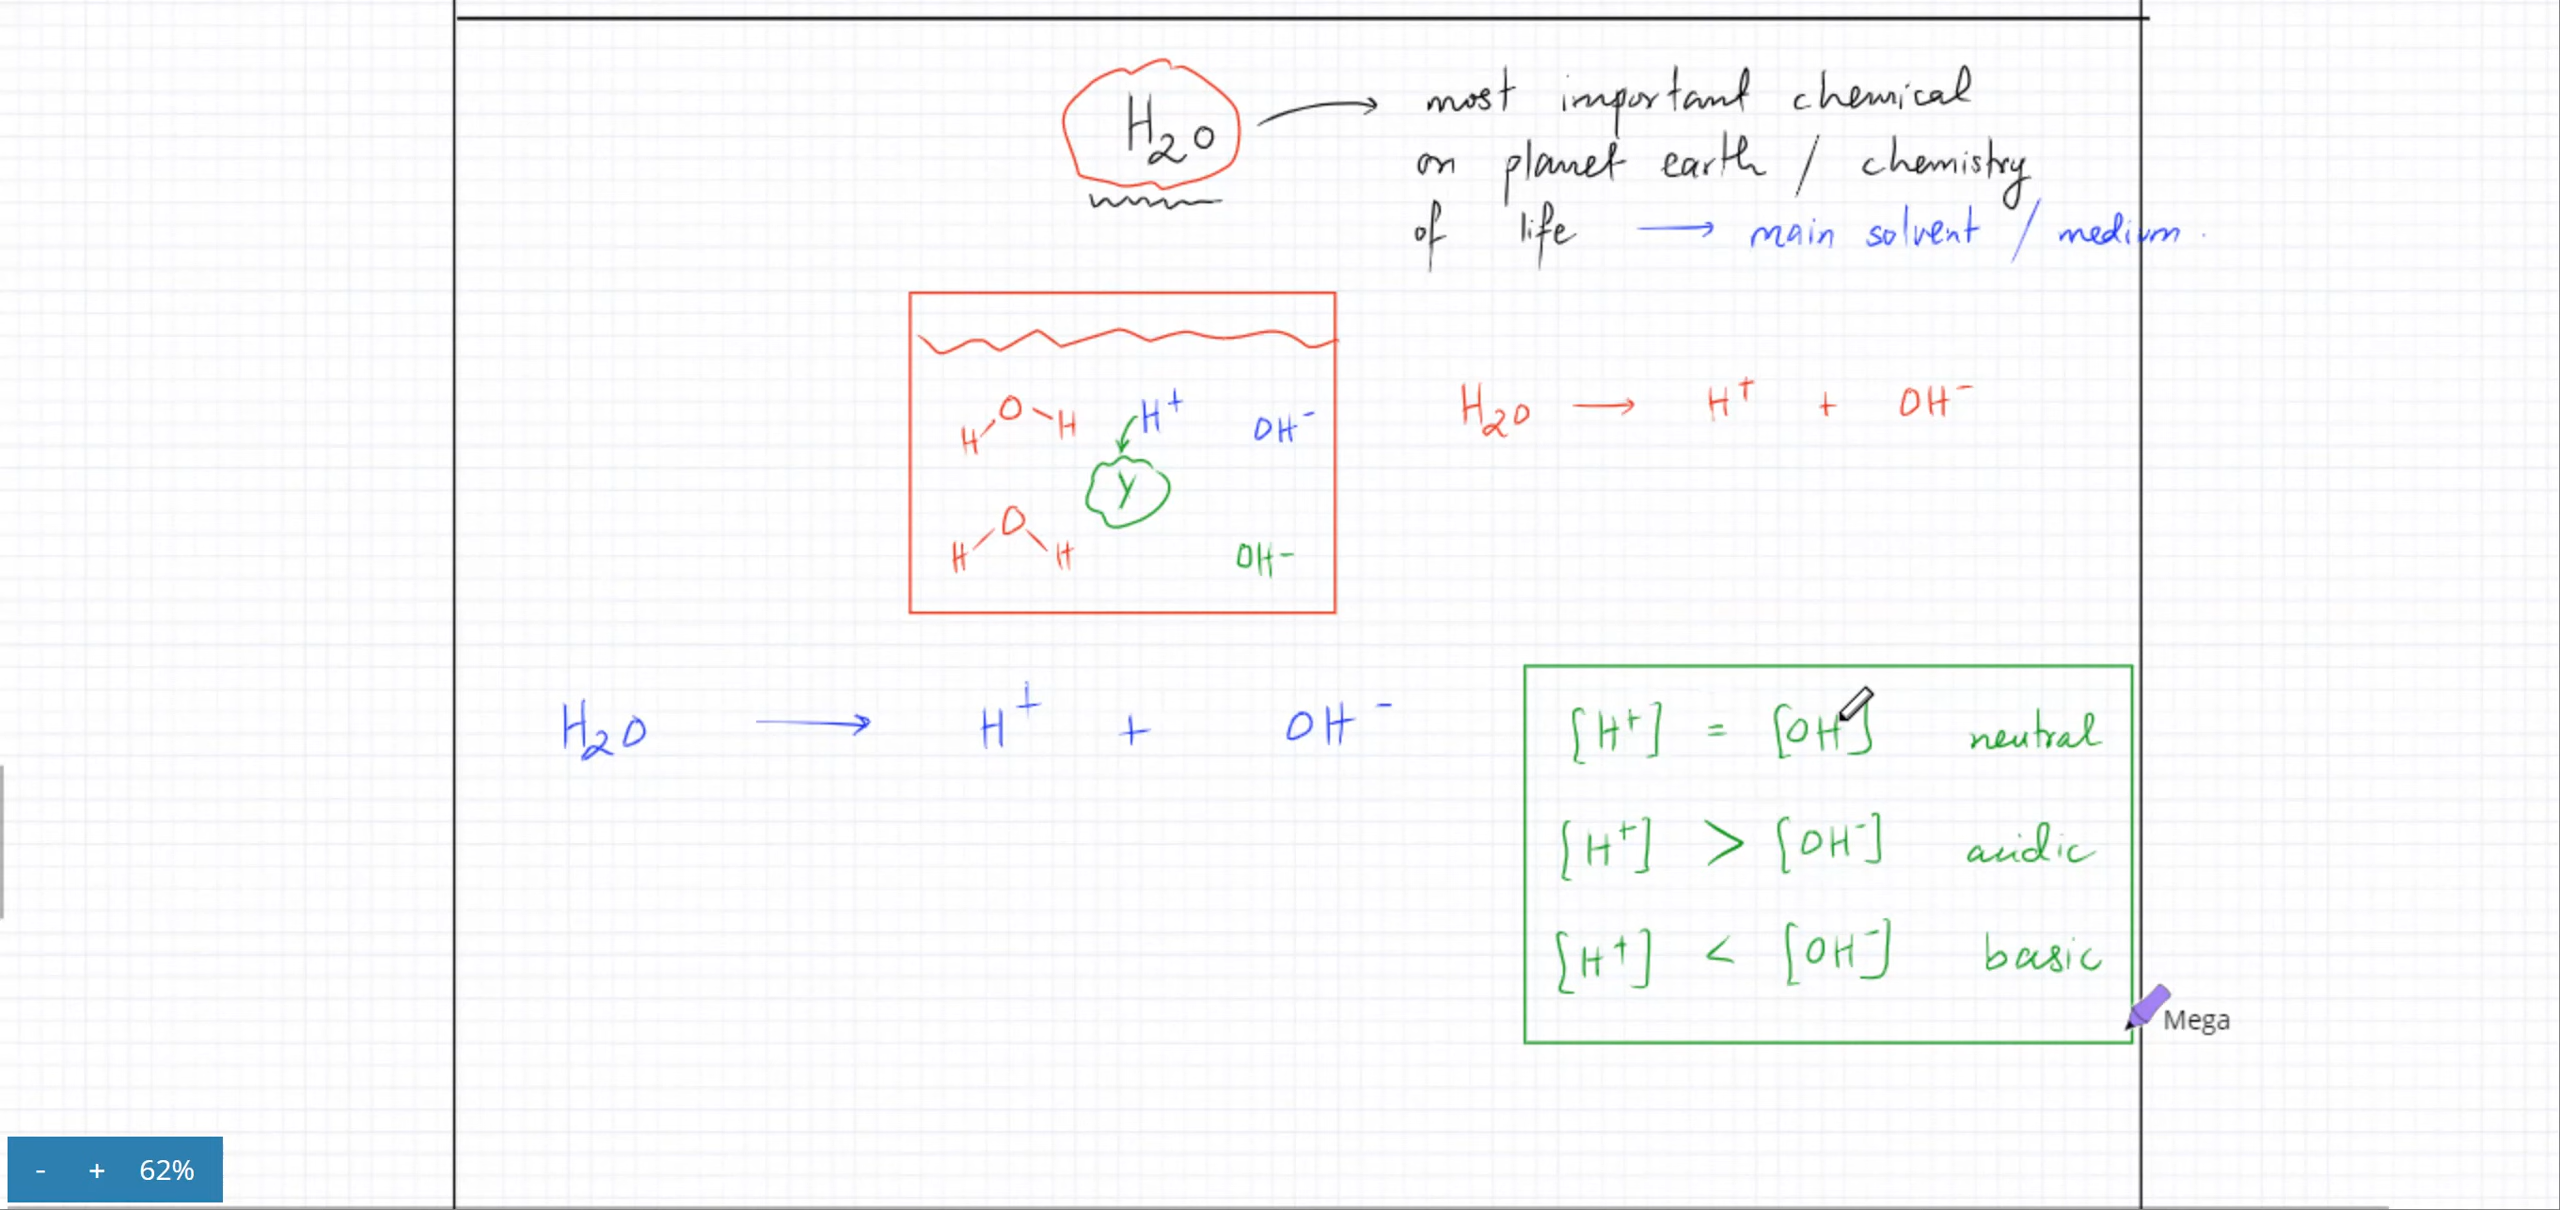 H₂O → most important chemical
on planet earth / chemistry
of life → main solvent / medium.
H O H H⁺ OH⁻
Y
H O H OH⁻
H₂O → H⁺ + OH⁻
H₂O → H⁺ + OH⁻
[H⁺] = [OH] neutral
[H⁺] > [OH⁻] acidic
[H⁺] < [OH⁻] basic
Mega
- + 62%